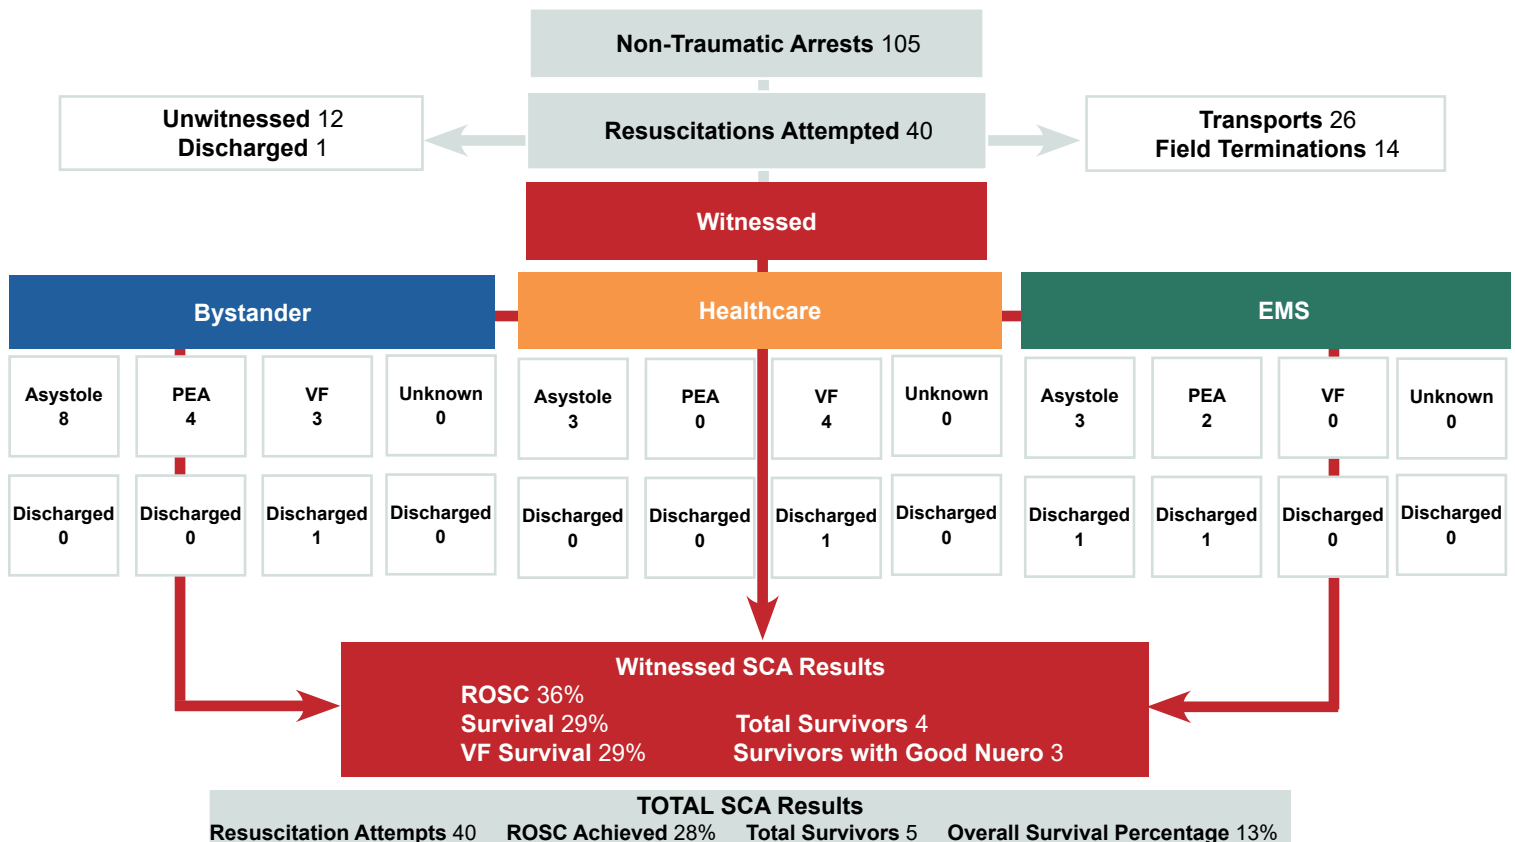 Non-Traumatic Arrests 105
Unwitnessed 12
Discharged 1
Resuscitations Attempted 40
Transports 26
Field Terminations 14
Witnessed
Bystander
Healthcare
EMS
Asystole
8
PEA
4
VF
3
Unknown
0
Asystole
3
PEA
0
VF
4
Unknown
0
Asystole
3
PEA
2
VF
0
Unknown
0
Discharged
0
Discharged
0
Discharged
1
Discharged
0
Discharged
0
Discharged
0
Discharged
1
Discharged
0
Discharged
1
Discharged
1
Discharged
0
Discharged
0
Witnessed SCA Results
ROSC 36%
Survival 29% Total Survivors 4
VF Survival 29% Survivors with Good Nuero 3
TOTAL SCA Results
Resuscitation Attempts 40 ROSC Achieved 28% Total Survivors 5 Overall Survival Percentage 13%